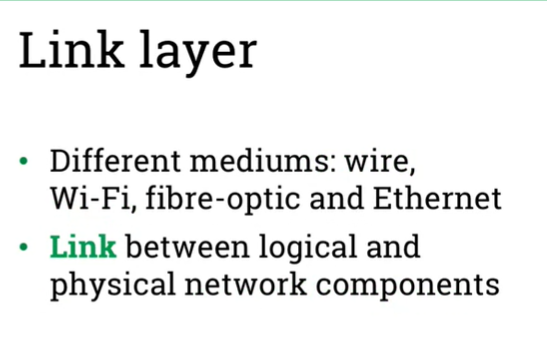 Link layer
• Different mediums: wire,
Wi-Fi, fibre-optic and Ethernet
• Link between logical and
physical network components